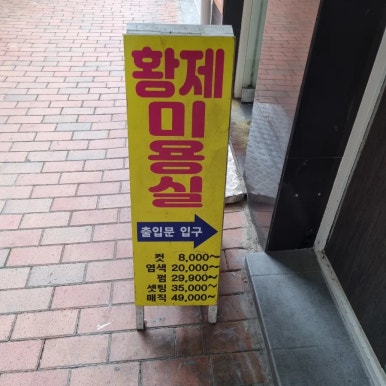 황제
미
용
실
출입문 입구
컷 8,000~
염색 20,000~
펌 29,900~
셋팅 35,000~
매직 49,000~